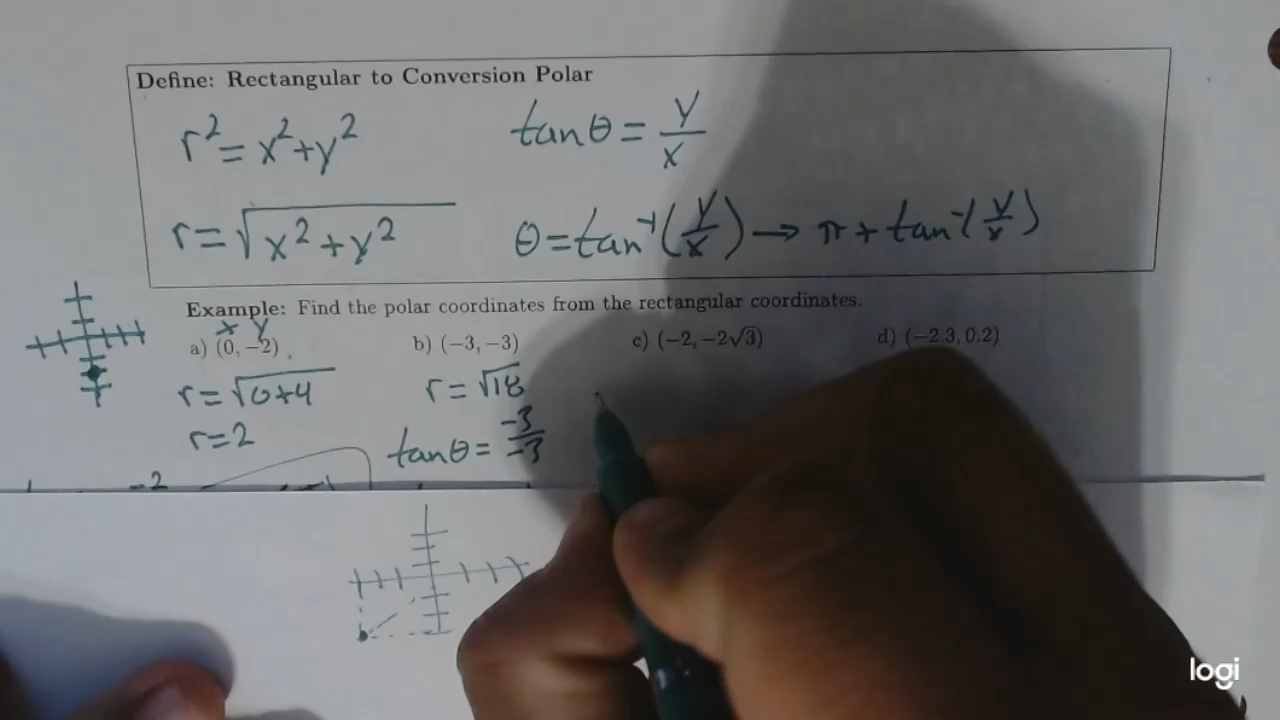 Define: Rectangular to Conversion Polar
r² = x² + y²
tanθ = y/x
r = √(x² + y²)
θ = tan⁻¹(y/x) → π + tan⁻¹(y/x)
Example: Find the polar coordinates from the rectangular coordinates.
x y
a) (0, −2)
b) (−3, −3)
c) (−2, −2√3)
d) (−2.3, 0.2)
r = √(0+4)
r = √18
r = 2
tanθ = −3/−3
−2
logi